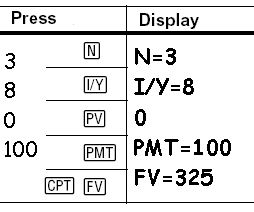 Press Display
3 N N=3
8 I/Y I/Y=8
0 PV 0
100 PMT PMT=100
CPT FV FV=325